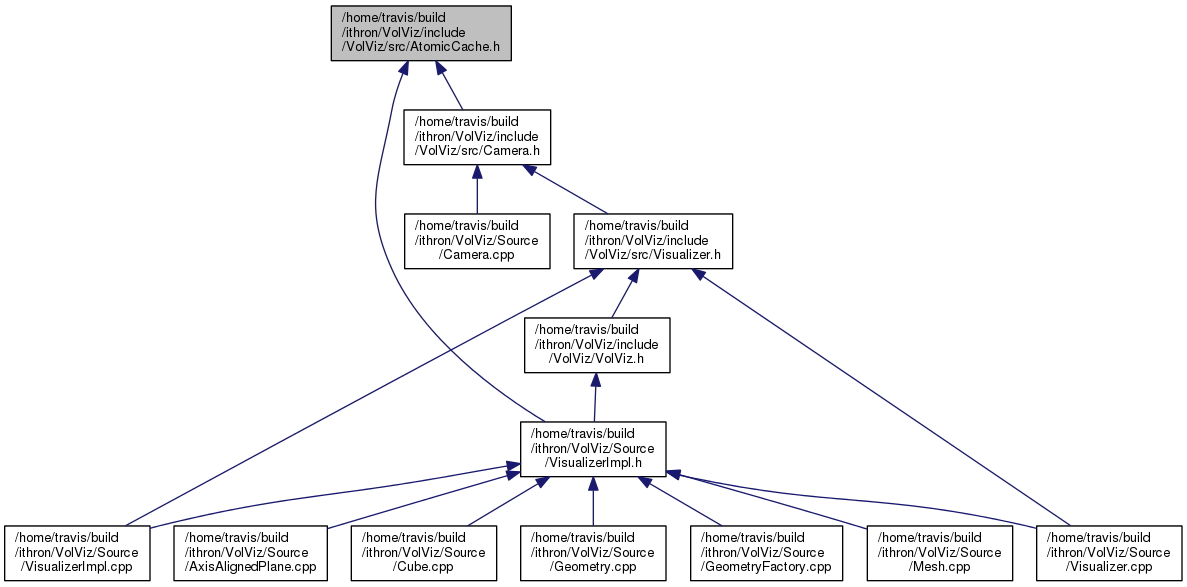 /home/travis/build
/ithron/VolViz/include
/VolViz/src/AtomicCache.h
/home/travis/build
/ithron/VolViz/include
/VolViz/src/Camera.h
/home/travis/build
/ithron/VolViz/Source
/Camera.cpp
/home/travis/build
/ithron/VolViz/include
/VolViz/src/Visualizer.h
/home/travis/build
/ithron/VolViz/include
/VolViz/VolViz.h
/home/travis/build
/ithron/VolViz/Source
/VisualizerImpl.h
/home/travis/build
/ithron/VolViz/Source
/VisualizerImpl.cpp
/home/travis/build
/ithron/VolViz/Source
/AxisAlignedPlane.cpp
/home/travis/build
/ithron/VolViz/Source
/Cube.cpp
/home/travis/build
/ithron/VolViz/Source
/Geometry.cpp
/home/travis/build
/ithron/VolViz/Source
/GeometryFactory.cpp
/home/travis/build
/ithron/VolViz/Source
/Mesh.cpp
/home/travis/build
/ithron/VolViz/Source
/Visualizer.cpp